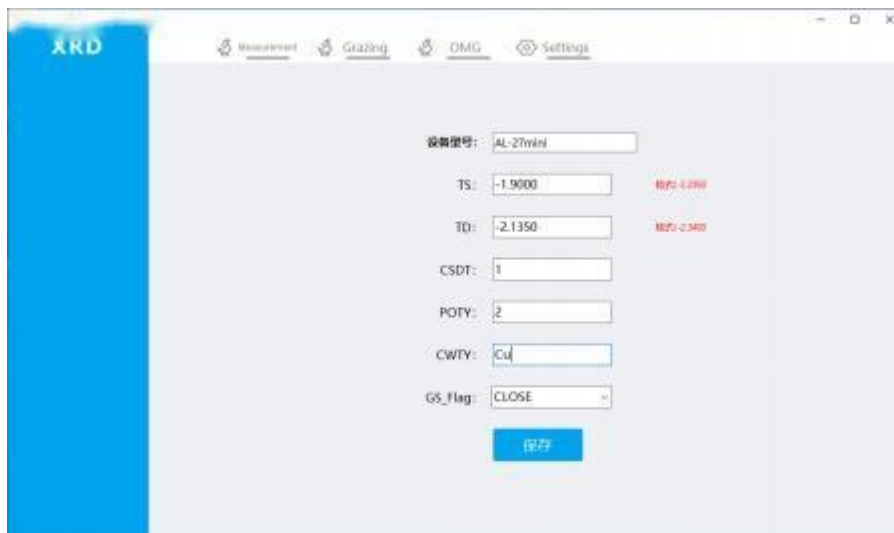 XRD
Measurement Grazing OMG Settings
设备型号: AL-27mini
TS: -1.9000
TD: -2.1350
CSDT: 1
POTY: 2
CWTY: Cu
GS_Flag: CLOSE
保存